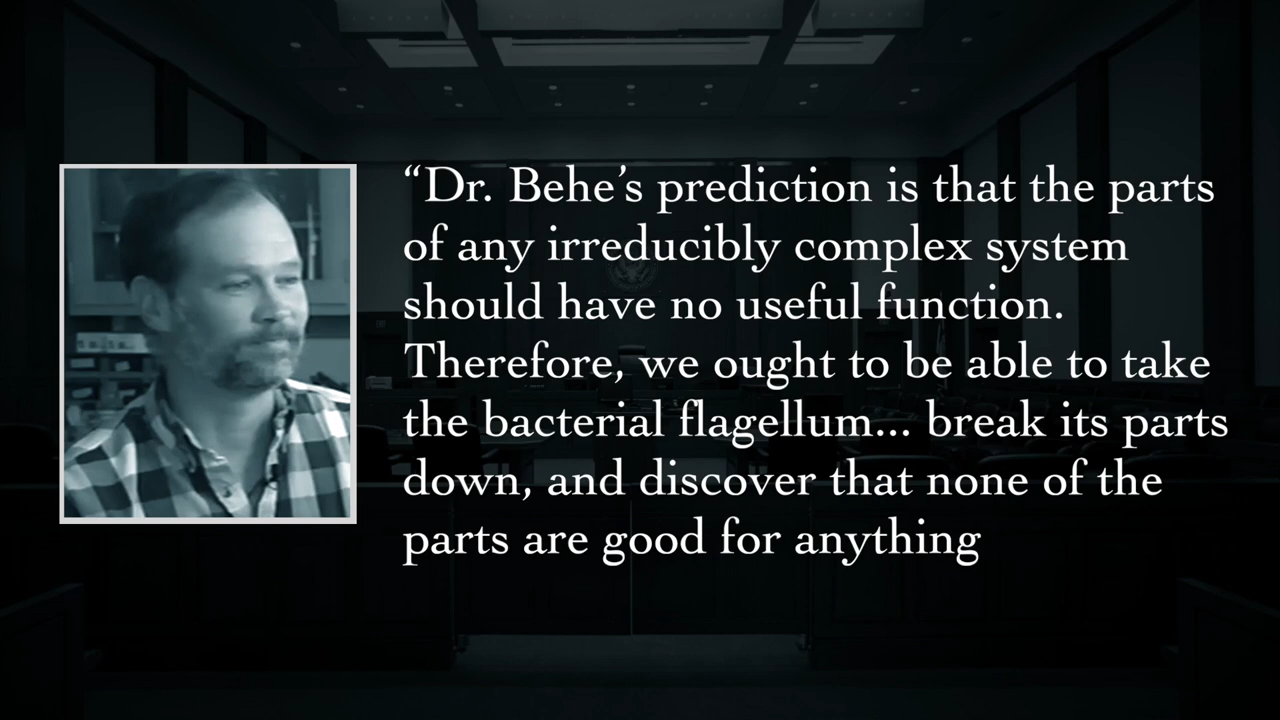 “Dr. Behe’s prediction is that the parts
of any irreducibly complex system
should have no useful function.
Therefore, we ought to be able to take
the bacterial flagellum... break its parts
down, and discover that none of the
parts are good for anything